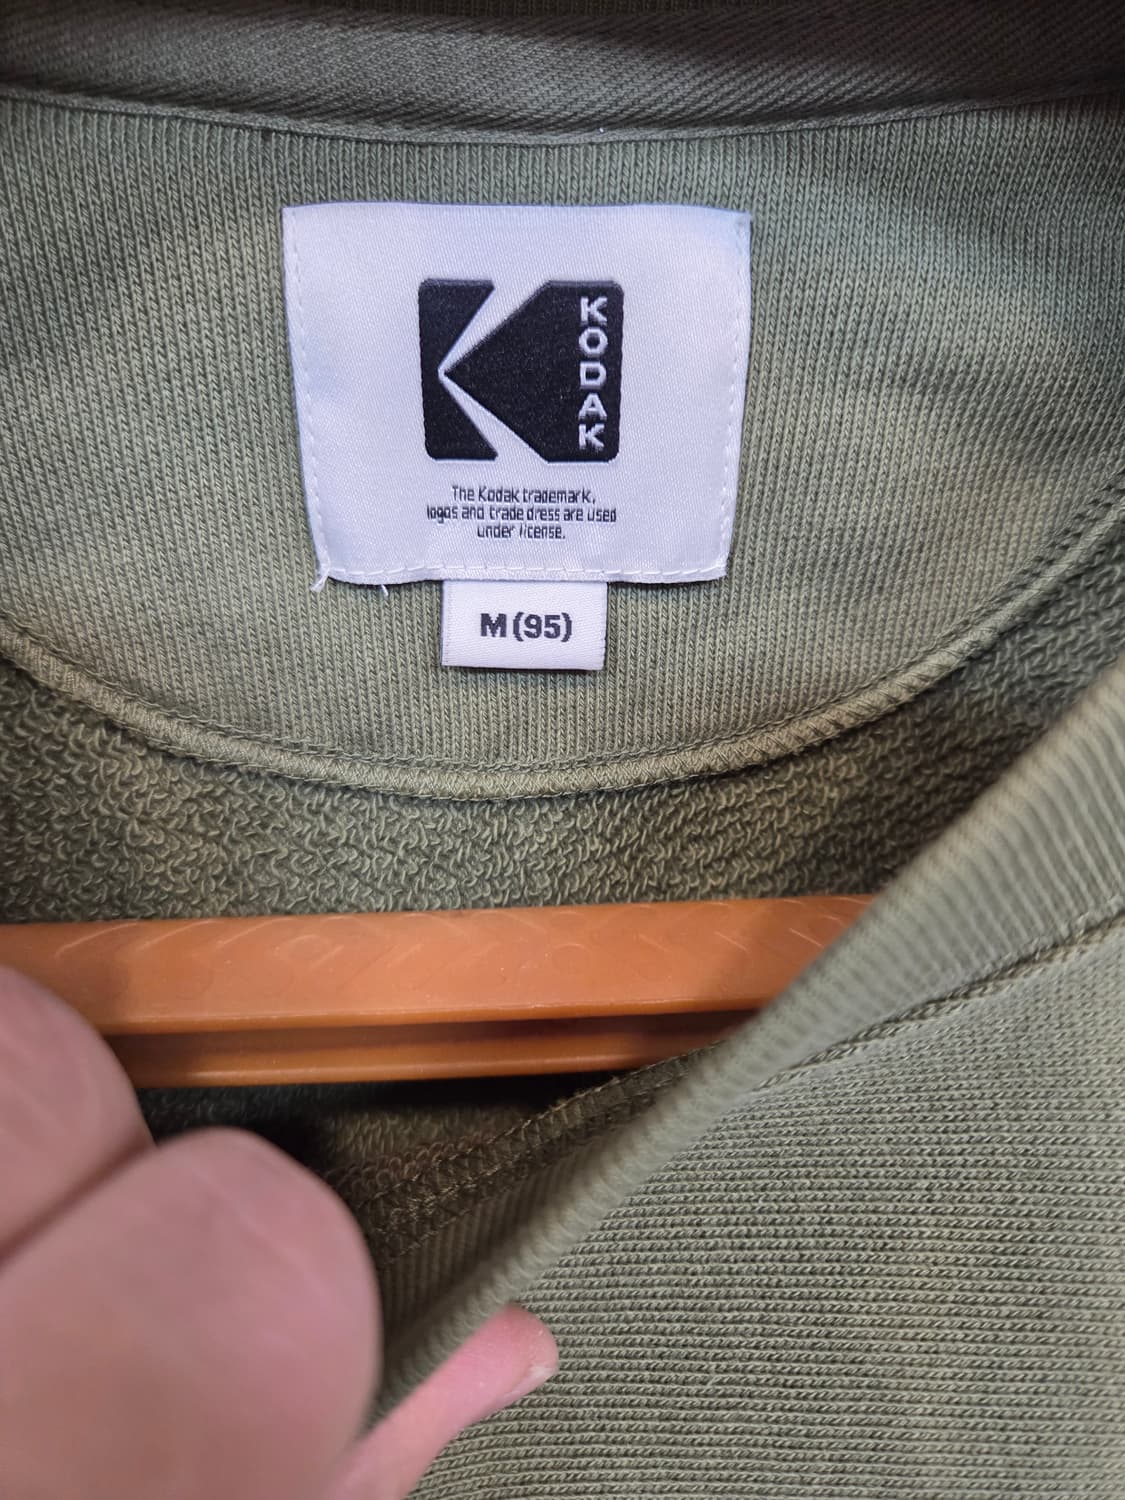 KODAK
The Kodak trademark,
logos and trade dress are used
under license.
M (95)